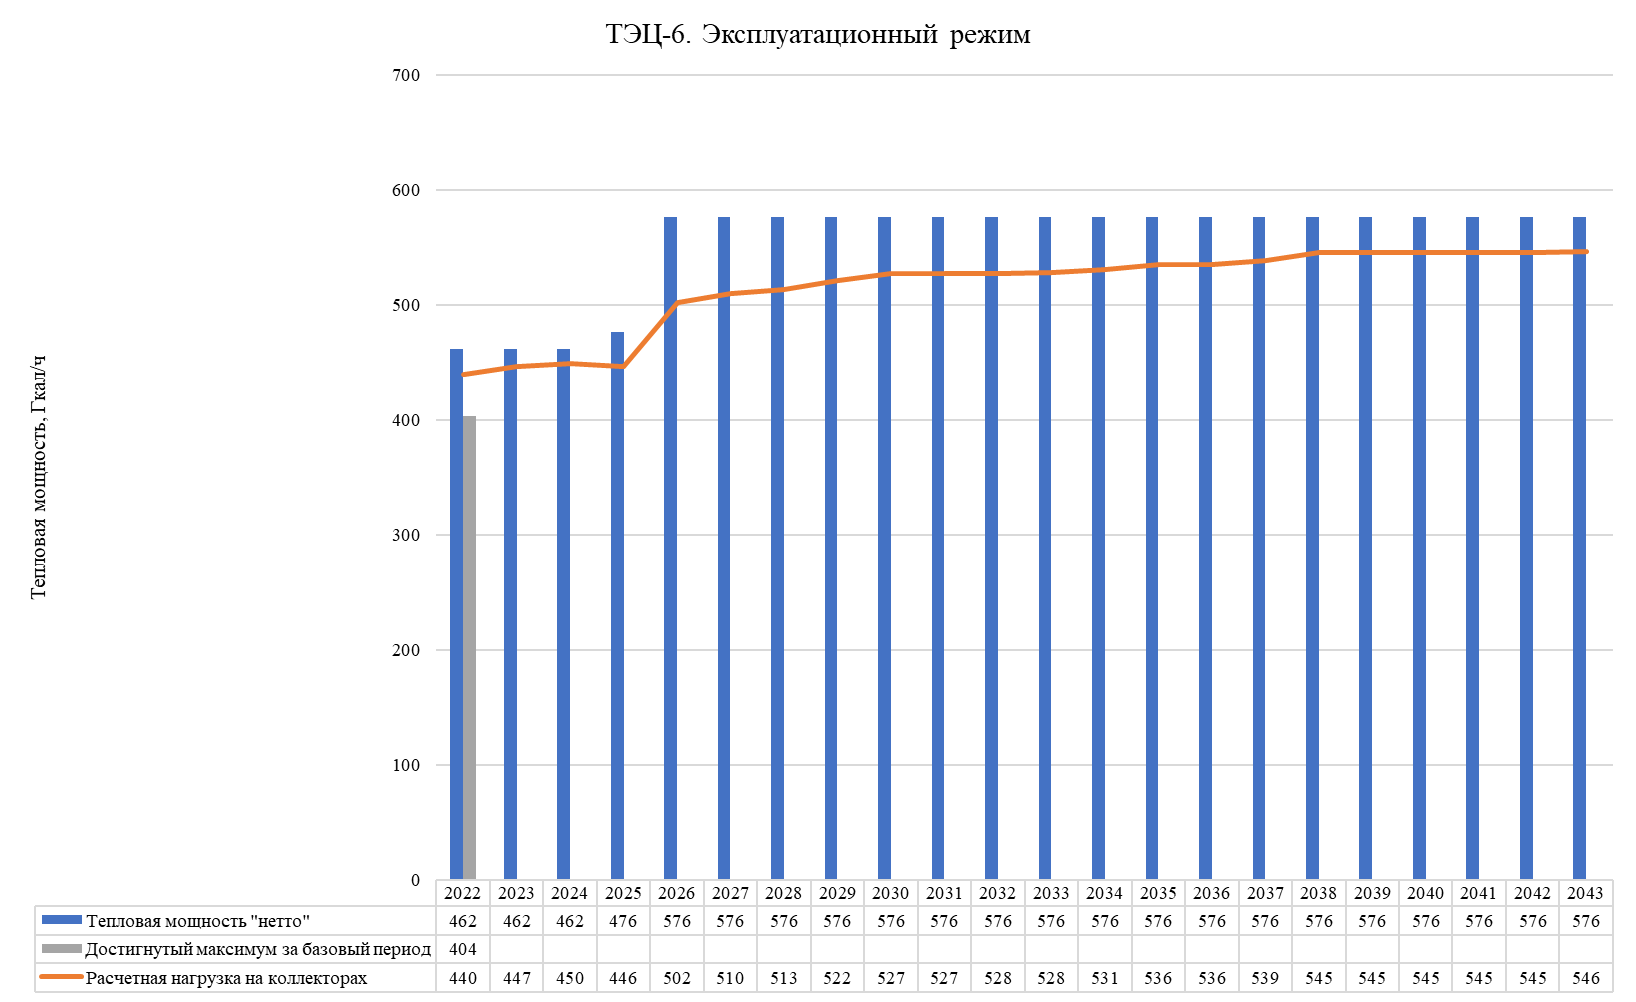 ТЭЦ-6. Эксплуатационный режим
Тепловая мощность, Гкал/ч
700
600
500
400
300
200
100
0
2022 2023 2024 2025 2026 2027 2028 2029 2030 2031 2032 2033 2034 2035 2036 2037 2038 2039 2040 2041 2042 2043
Тепловая мощность "нетто" 462 462 462 476 576 576 576 576 576 576 576 576 576 576 576 576 576 576 576 576 576 576
Достигнутый максимум за базовый период 404
Расчетная нагрузка на коллекторах 440 447 450 446 502 510 513 522 527 527 528 528 531 536 536 539 545 545 545 545 545 546